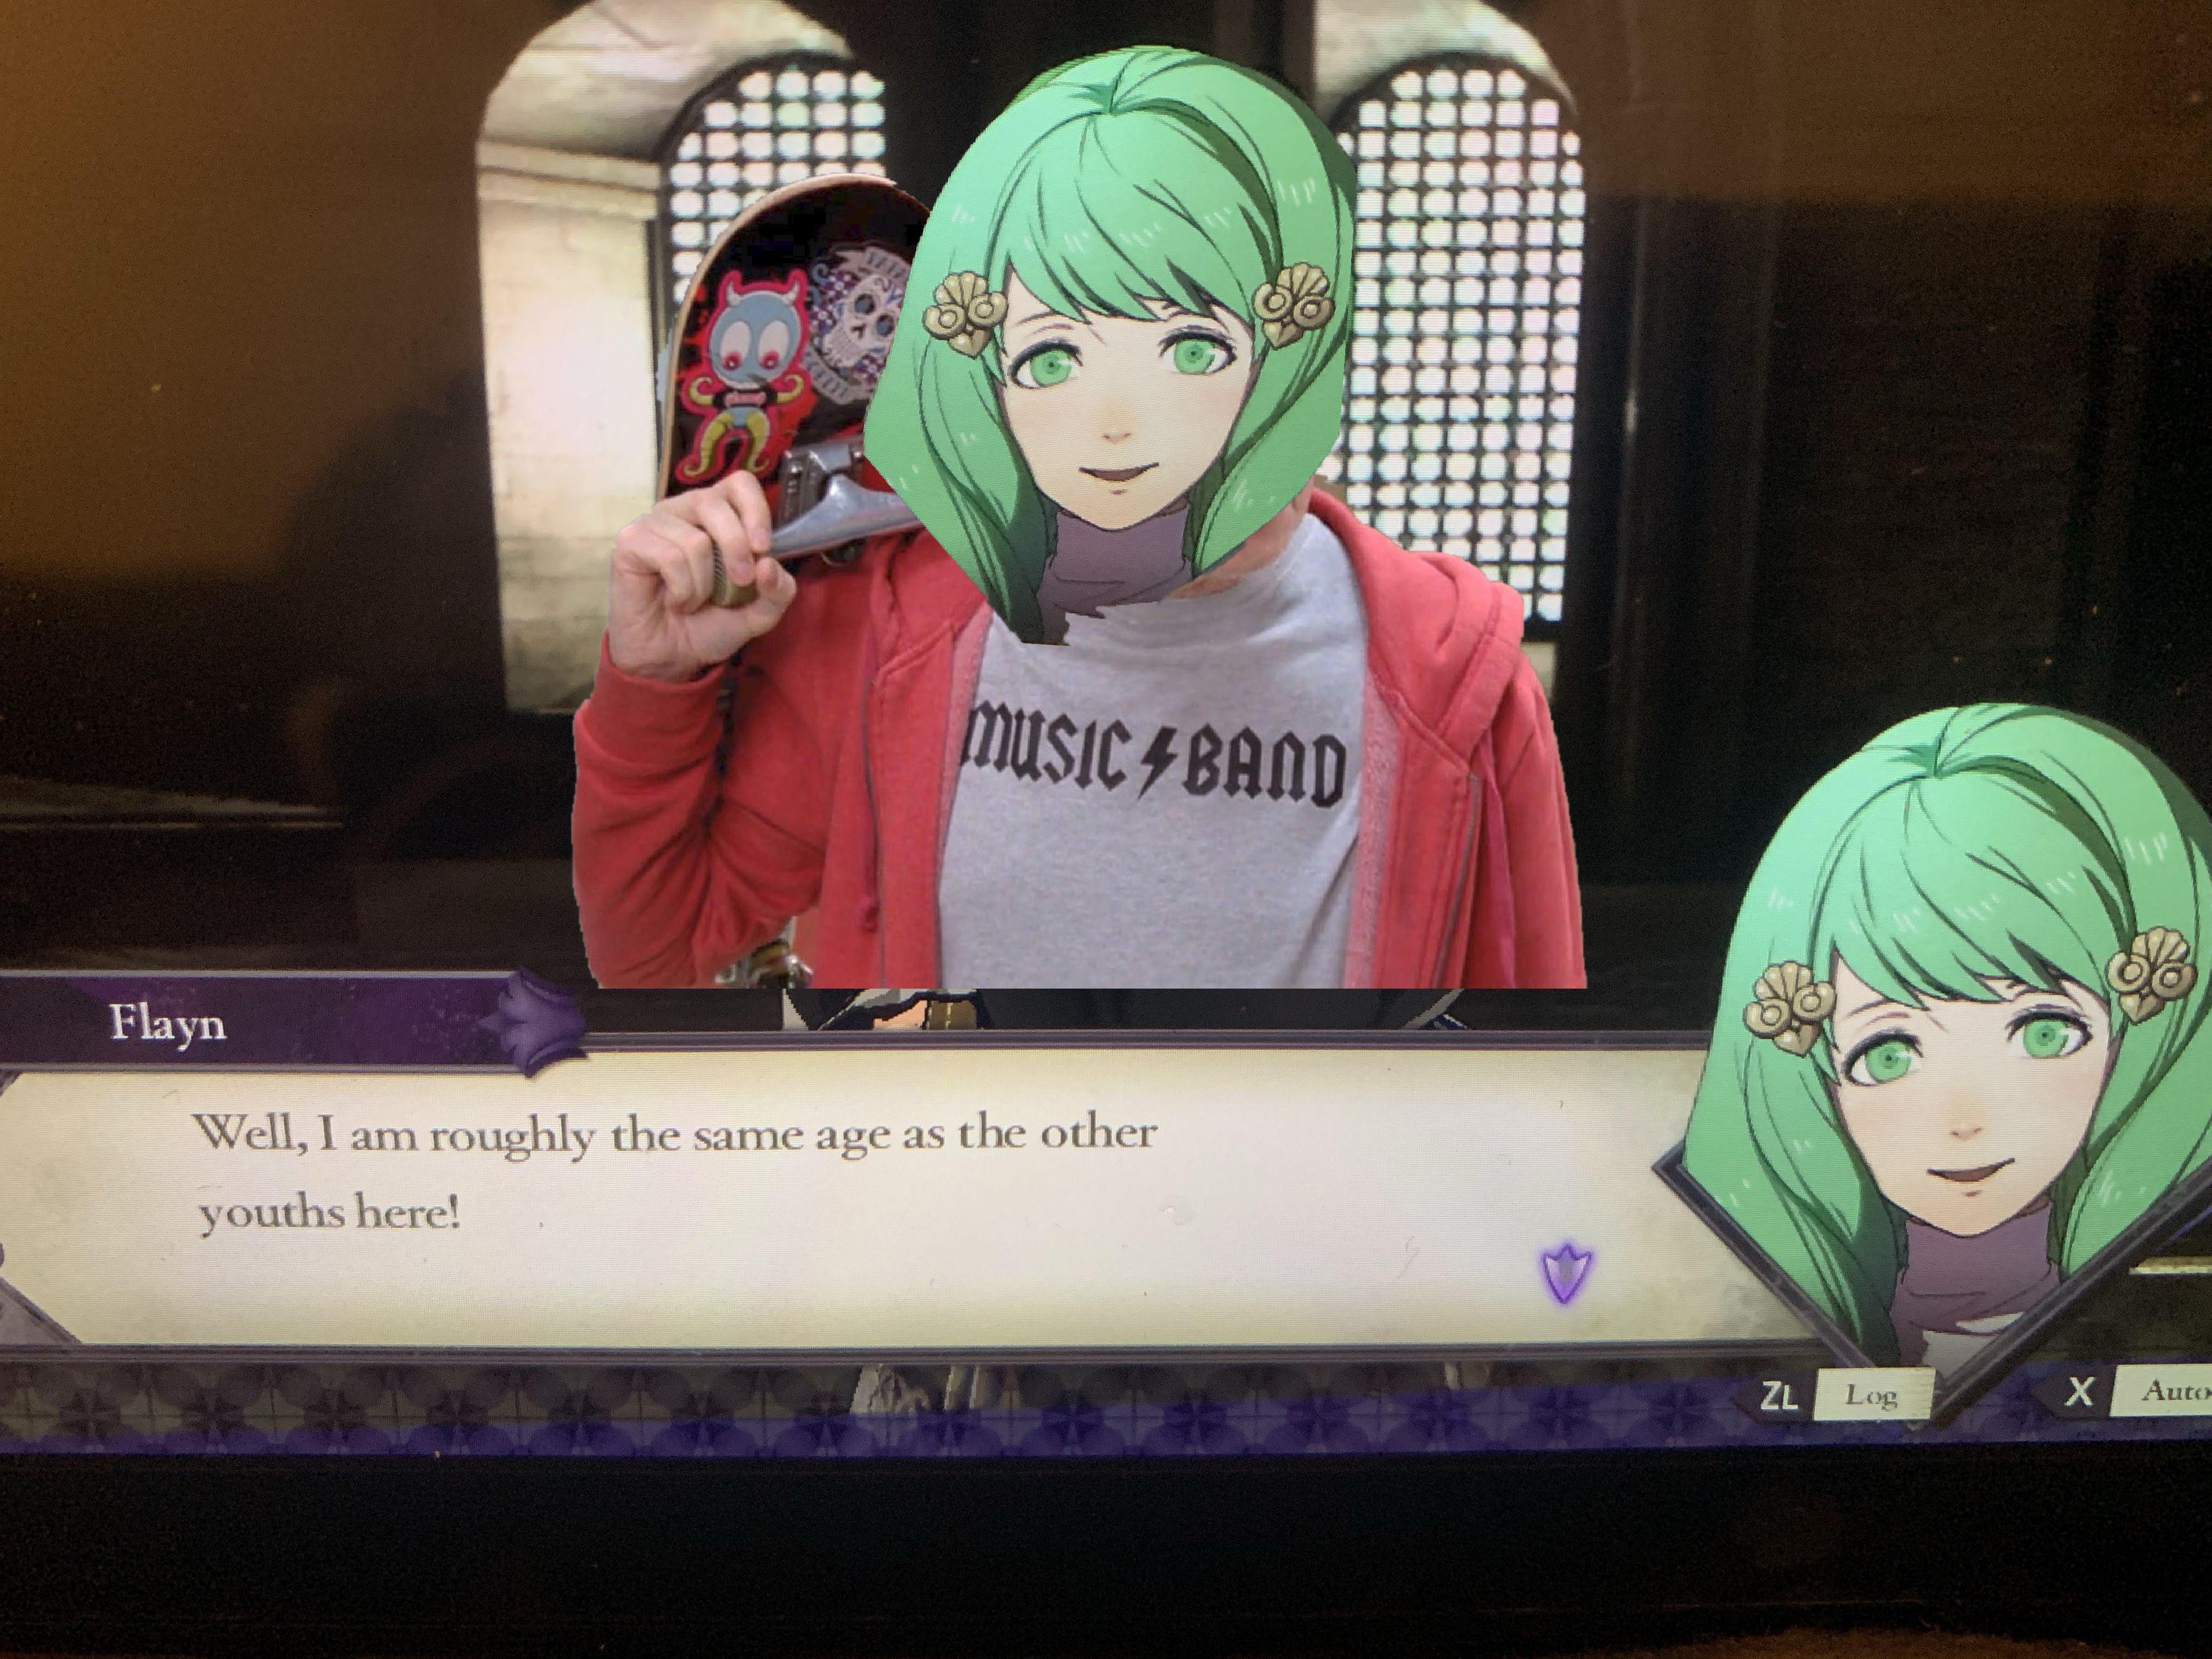 MUSIC⚡BAND
Flayn
Well, I am roughly the same age as the other
youths here!
ZL Log X Auto